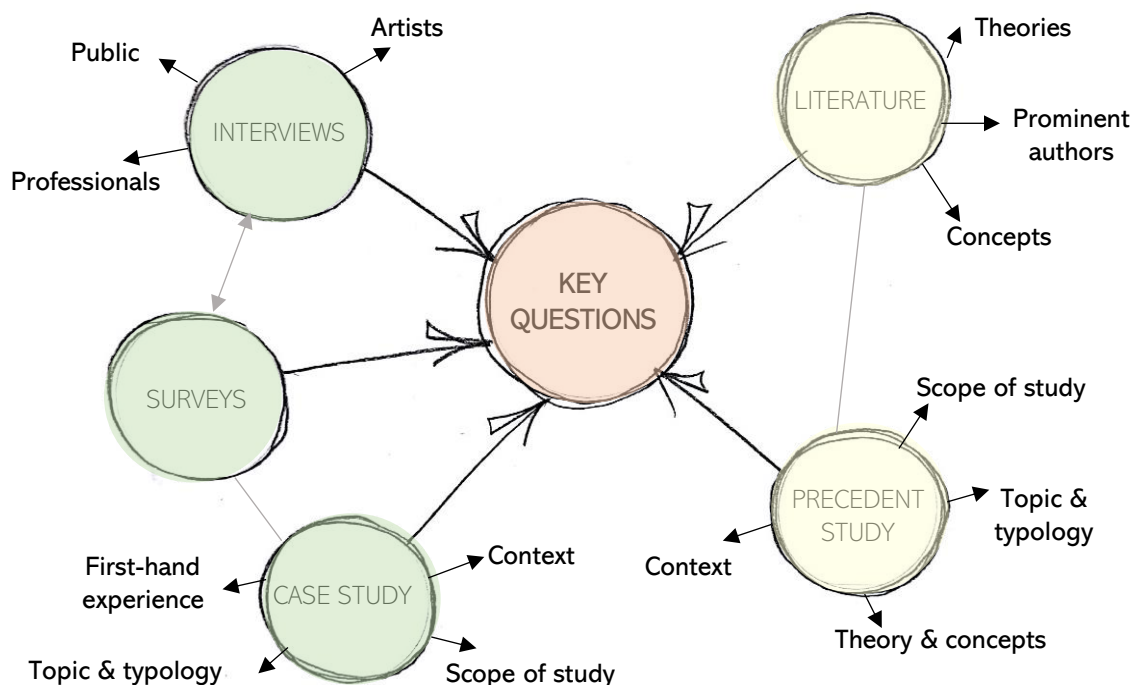 Artists
Public
INTERVIEWS
Professionals
Theories
LITERATURE
Prominent
authors
Concepts
KEY
QUESTIONS
SURVEYS
Scope of study
PRECEDENT
STUDY
Topic &
typology
Context
Theory & concepts
Context
First-hand
experience
CASE STUDY
Topic & typology
Scope of study